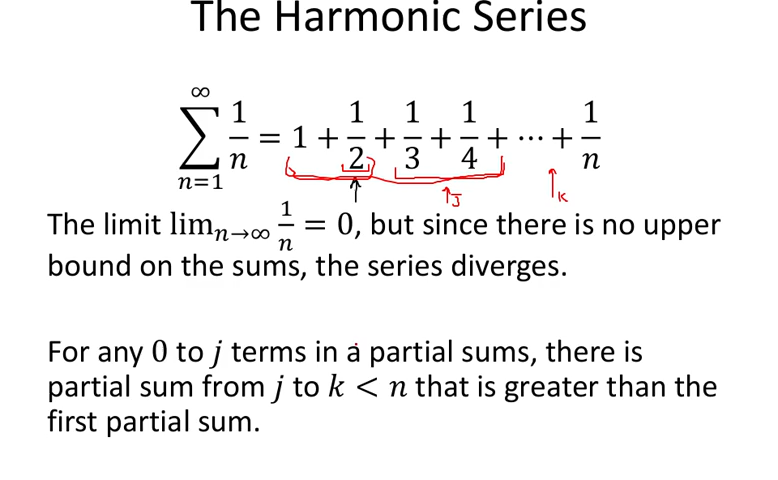 The Harmonic Series
∞
∑ 1/n = 1 + 1/2 + 1/3 + 1/4 + ⋯ + 1/n
n=1
J
K
The limit lim n→∞ 1/n = 0, but since there is no upper
bound on the sums, the series diverges.
For any 0 to j terms in a partial sums, there is
partial sum from j to k < n that is greater than the
first partial sum.